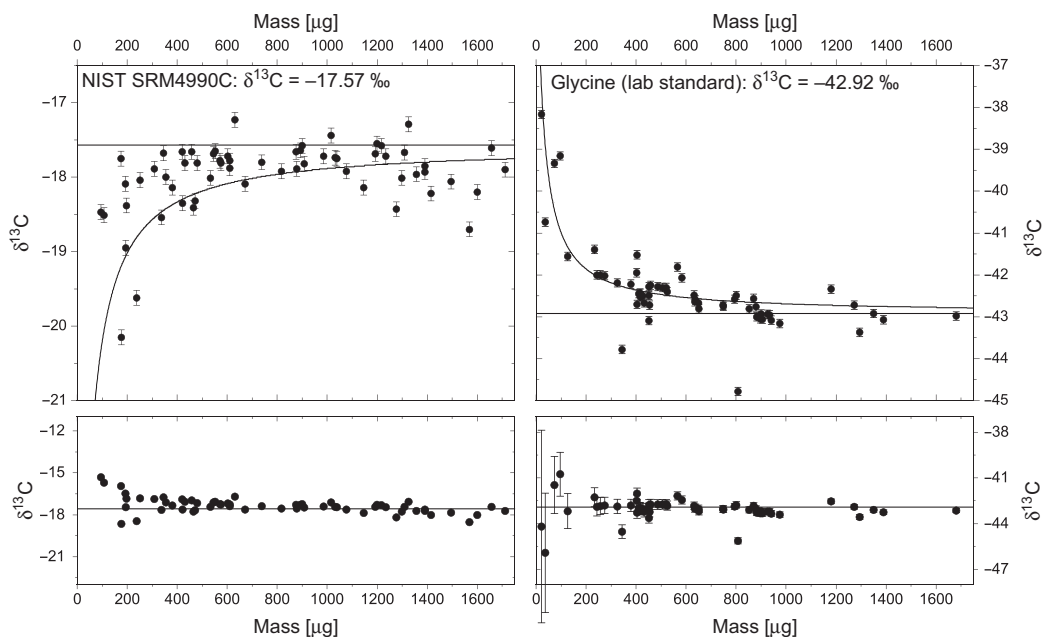 Mass [µg]
Mass [µg]
0 200 400 600 800 1000 1200 1400 1600
0 200 400 600 800 1000 1200 1400 1600
NIST SRM4990C: δ¹³C = –17.57 ‰
Glycine (lab standard): δ¹³C = –42.92 ‰
–17
–18
–19
–20
–21
δ¹³C
–37
–38
–39
–40
–41
–42
–43
–44
–45
δ¹³C
–12
–15
–18
–21
δ¹³C
–38
–41
–44
–47
δ¹³C
0 200 400 600 800 1000 1200 1400 1600
0 200 400 600 800 1000 1200 1400 1600
Mass [µg]
Mass [µg]